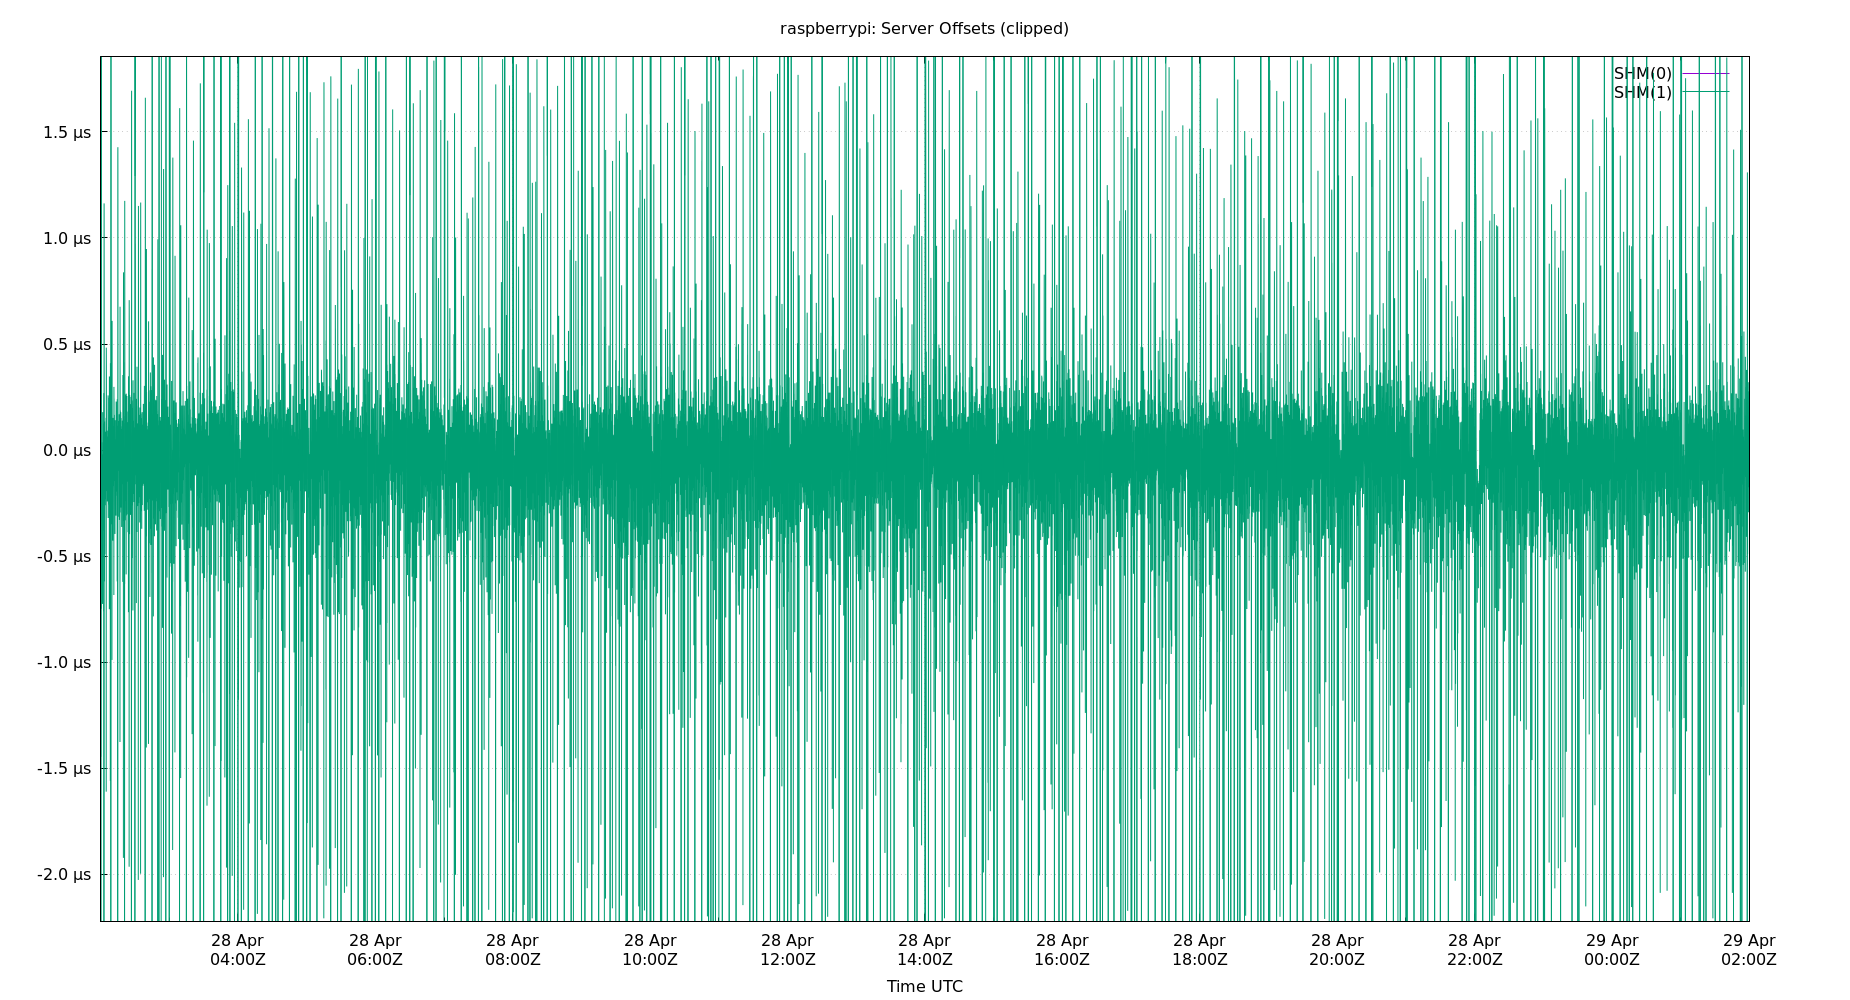 raspberrypi: Server Offsets (clipped)
SHM(0)
SHM(1)
1.5 µs
1.0 µs
0.5 µs
0.0 µs
-0.5 µs
-1.0 µs
-1.5 µs
-2.0 µs
28 Apr 28 Apr 28 Apr 28 Apr 28 Apr 28 Apr 28 Apr 28 Apr 28 Apr 28 Apr 29 Apr 29 Apr
04:00Z 06:00Z 08:00Z 10:00Z 12:00Z 14:00Z 16:00Z 18:00Z 20:00Z 22:00Z 00:00Z 02:00Z
Time UTC